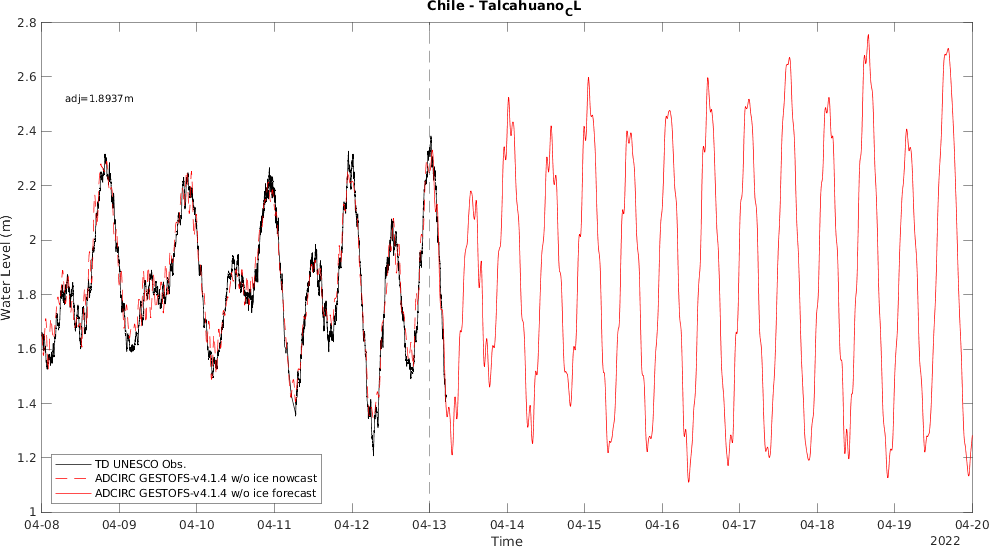 Chile - Talcahuano_CL
2.8
2.6
2.4
2.2
2
1.8
1.6
1.4
1.2
1
Water Level (m)
adj=1.8937m
TD UNESCO Obs.
ADCIRC GESTOFS-v4.1.4 w/o ice nowcast
ADCIRC GESTOFS-v4.1.4 w/o ice forecast
04-08 04-09 04-10 04-11 04-12 04-13 04-14 04-15 04-16 04-17 04-18 04-19 04-20
Time
2022